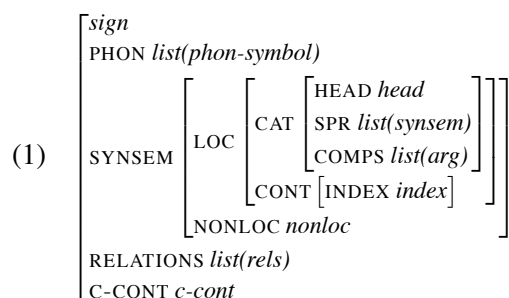 sign
PHON list(phon-symbol)
HEAD head
CAT SPR list(synsem)
LOC COMPS list(arg)
(1) SYNSEM
CONT [INDEX index]
NONLOC nonloc
RELATIONS list(rels)
C-CONT c-cont